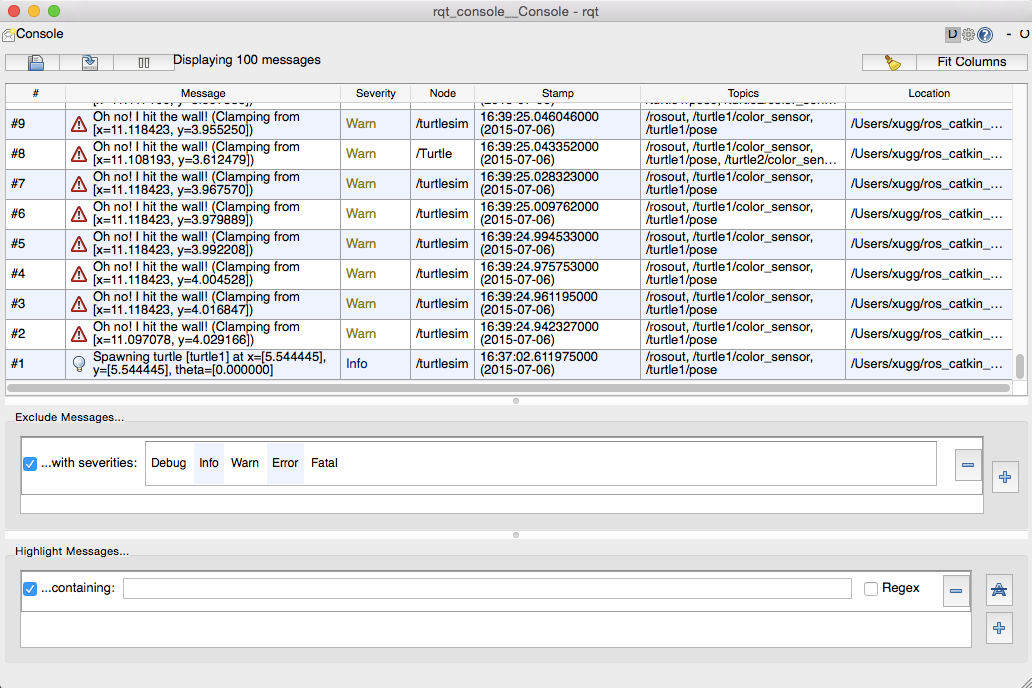 rqt_console__Console - rqt
Console
D
- O
Displaying 100 messages
Fit Columns
# Message Severity Node Stamp Topics Location
#9 Oh no! I hit the wall! (Clamping from Warn /turtlesim 16:39:25.046046000 /rosout, /turtle1/color_sensor, /Users/xugg/ros_catkin_…
[x=11.118423, y=3.955250]) (2015-07-06) /turtle1/pose
#8 Oh no! I hit the wall! (Clamping from Warn /Turtle 16:39:25.043352000 /rosout, /turtle1/color_sensor, /Users/xugg/ros_catkin_…
[x=11.108193, y=3.612479]) (2015-07-06) /turtle1/pose, /turtle2/color_sen…
#7 Oh no! I hit the wall! (Clamping from Warn /turtlesim 16:39:25.028323000 /rosout, /turtle1/color_sensor, /Users/xugg/ros_catkin_…
[x=11.118423, y=3.967570]) (2015-07-06) /turtle1/pose
#6 Oh no! I hit the wall! (Clamping from Warn /turtlesim 16:39:25.009762000 /rosout, /turtle1/color_sensor, /Users/xugg/ros_catkin_…
[x=11.118423, y=3.979889]) (2015-07-06) /turtle1/pose
#5 Oh no! I hit the wall! (Clamping from Warn /turtlesim 16:39:24.994533000 /rosout, /turtle1/color_sensor, /Users/xugg/ros_catkin_…
[x=11.118423, y=3.992208]) (2015-07-06) /turtle1/pose
#4 Oh no! I hit the wall! (Clamping from Warn /turtlesim 16:39:24.975753000 /rosout, /turtle1/color_sensor, /Users/xugg/ros_catkin_…
[x=11.118423, y=4.004528]) (2015-07-06) /turtle1/pose
#3 Oh no! I hit the wall! (Clamping from Warn /turtlesim 16:39:24.961195000 /rosout, /turtle1/color_sensor, /Users/xugg/ros_catkin_…
[x=11.118423, y=4.016847]) (2015-07-06) /turtle1/pose
#2 Oh no! I hit the wall! (Clamping from Warn /turtlesim 16:39:24.942327000 /rosout, /turtle1/color_sensor, /Users/xugg/ros_catkin_…
[x=11.097078, y=4.029166]) (2015-07-06) /turtle1/pose
#1 Spawning turtle [turtle1] at x=[5.544445], Info /turtlesim 16:37:02.611975000 /rosout, /turtle1/color_sensor, /Users/xugg/ros_catkin_…
y=[5.544445], theta=[0.000000] (2015-07-06) /turtle1/pose
Exclude Messages...
...with severities: Debug Info Warn Error Fatal
Highlight Messages...
...containing: Regex